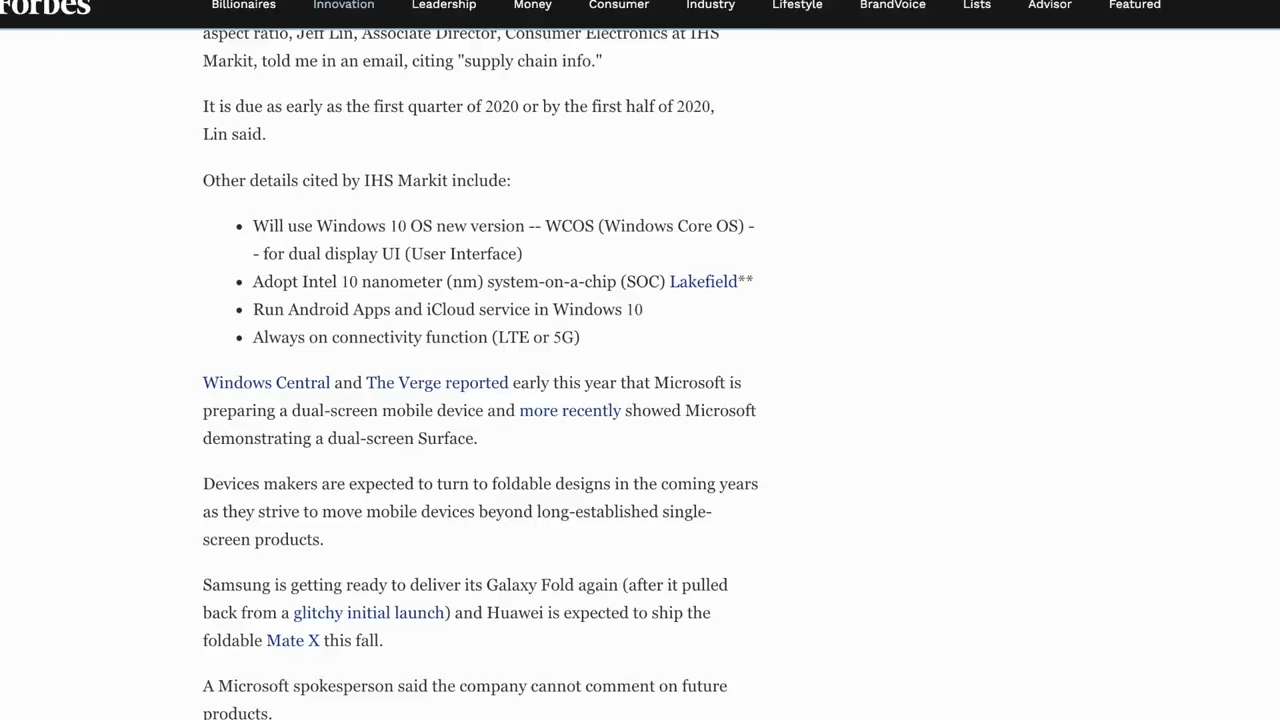 Forbes
Billionaires Innovation Leadership Money Consumer Industry Lifestyle BrandVoice Lists Advisor Featured
aspect ratio, Jeff Lin, Associate Director, Consumer Electronics at IHS
Markit, told me in an email, citing "supply chain info."
It is due as early as the first quarter of 2020 or by the first half of 2020,
Lin said.
Other details cited by IHS Markit include:
• Will use Windows 10 OS new version -- WCOS (Windows Core OS) -
- for dual display UI (User Interface)
• Adopt Intel 10 nanometer (nm) system-on-a-chip (SOC) Lakefield**
• Run Android Apps and iCloud service in Windows 10
• Always on connectivity function (LTE or 5G)
Windows Central and The Verge reported early this year that Microsoft is
preparing a dual-screen mobile device and more recently showed Microsoft
demonstrating a dual-screen Surface.
Devices makers are expected to turn to foldable designs in the coming years
as they strive to move mobile devices beyond long-established single-
screen products.
Samsung is getting ready to deliver its Galaxy Fold again (after it pulled
back from a glitchy initial launch) and Huawei is expected to ship the
foldable Mate X this fall.
A Microsoft spokesperson said the company cannot comment on future
products.